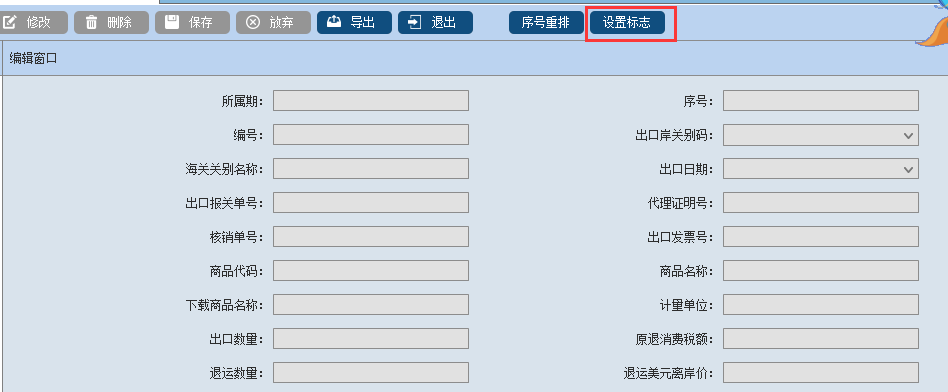 修改 删除 保存 放弃 导出 退出 序号重排 设置标志
编辑窗口
所属期： 序号：
编号： 出口岸关别码：
海关关别名称： 出口日期：
出口报关单号： 代理证明号：
核销单号： 出口发票号：
商品代码： 商品名称：
下载商品名称： 计量单位：
出口数量： 原退消费税额：
退运数量： 退运美元离岸价：